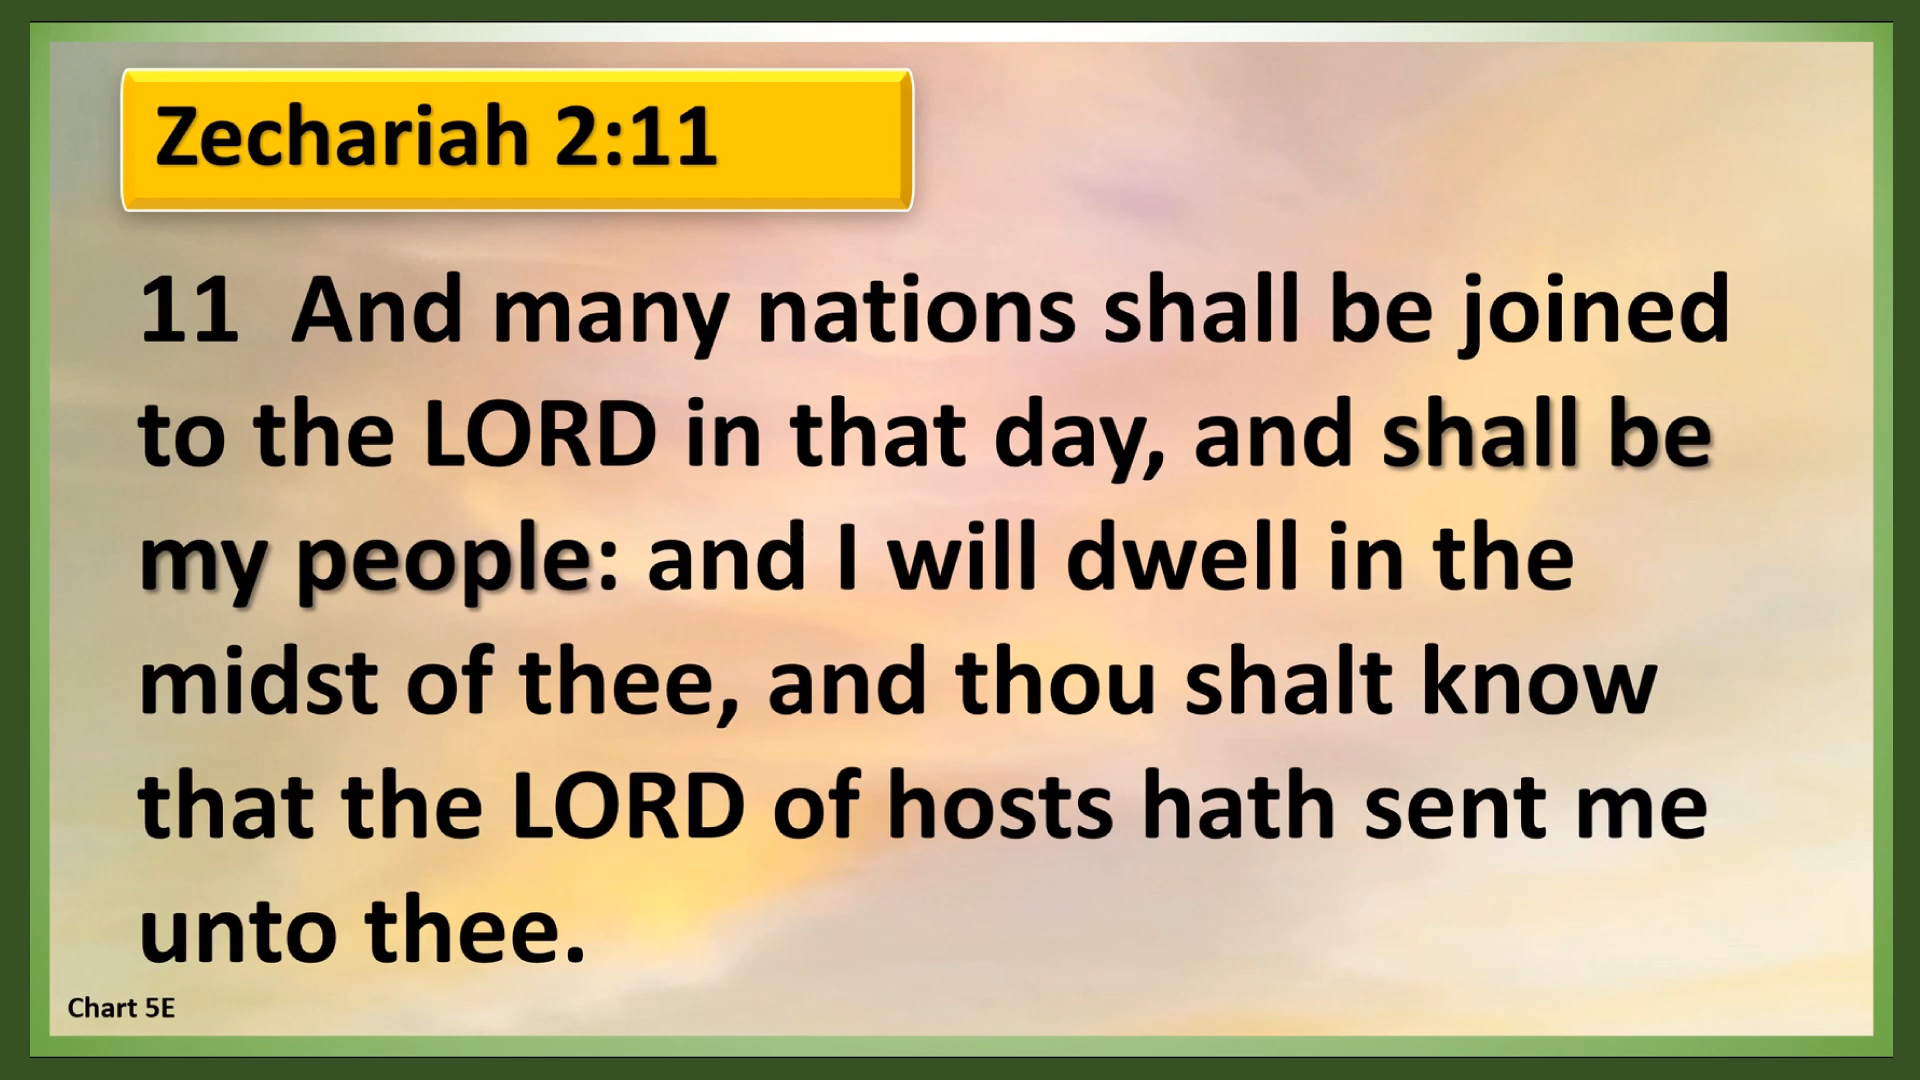 Zechariah 2:11
11  And many nations shall be joined
to the LORD in that day, and shall be
my people: and I will dwell in the
midst of thee, and thou shalt know
that the LORD of hosts hath sent me
unto thee.
Chart 5E